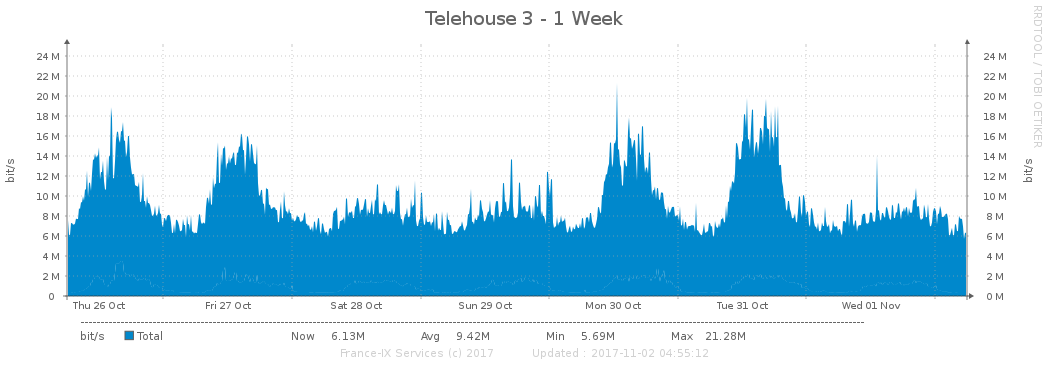 Telehouse 3 - 1 Week
RRDTOOL / TOBI OETIKER
bit/s
24 M 24 M
22 M 22 M
20 M 20 M
18 M 18 M
16 M 16 M
14 M 14 M
12 M 12 M
10 M 10 M
8 M 8 M
6 M 6 M
4 M 4 M
2 M 2 M
0 0 M
bit/s
Thu 26 Oct Fri 27 Oct Sat 28 Oct Sun 29 Oct Mon 30 Oct Tue 31 Oct Wed 01 Nov
bit/s Total Now 6.13M Avg 9.42M Min 5.69M Max 21.28M
France-IX Services (c) 2017 Updated : 2017-11-02 04:55:12